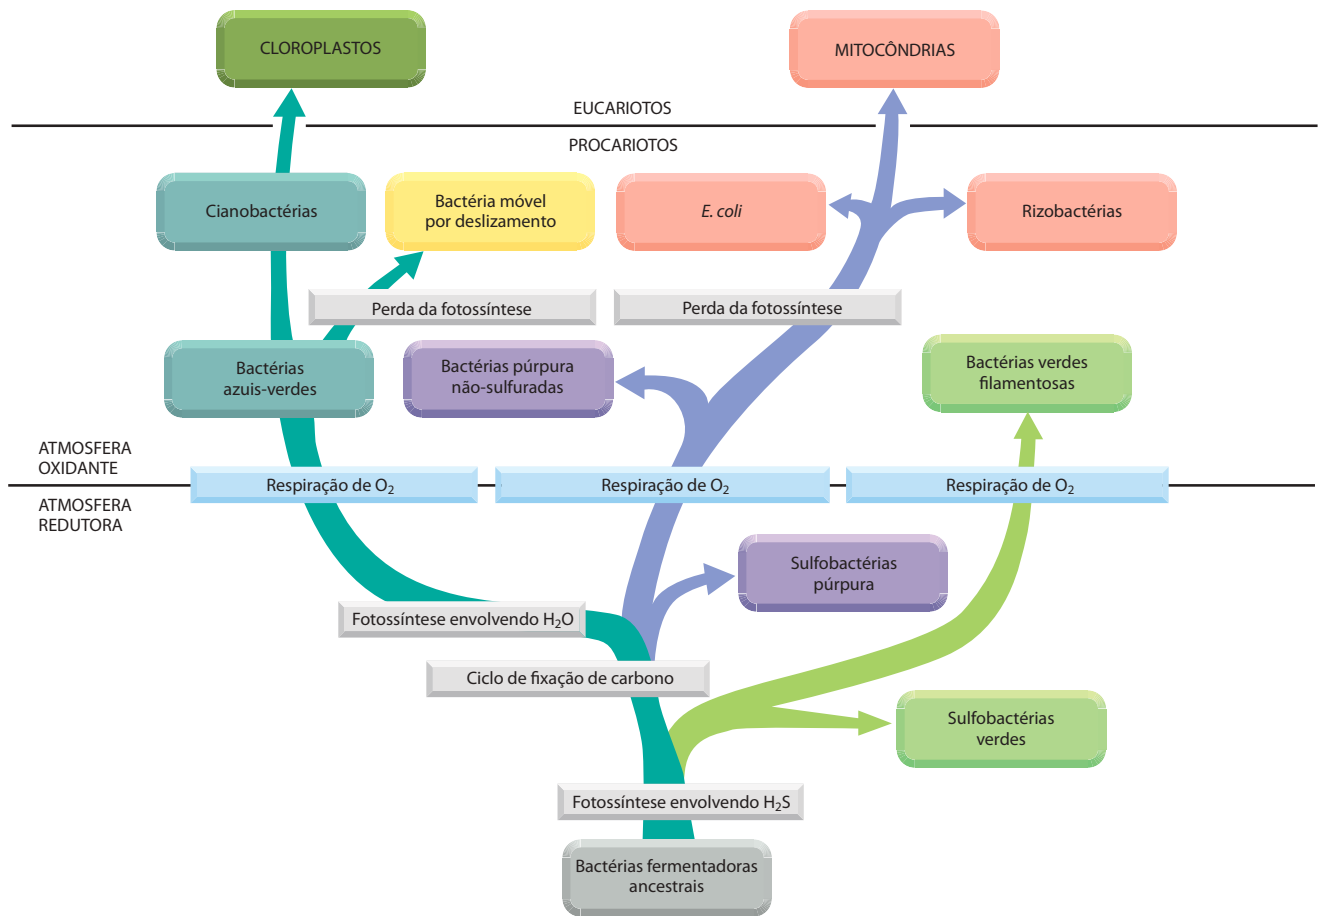 CLOROPLASTOS
MITOCÔNDRIAS
EUCARIOTOS
PROCARIOTOS
Cianobactérias
Bactéria móvel
por deslizamento
E. coli
Rizobactérias
Perda da fotossíntese
Perda da fotossíntese
Bactérias
azuis-verdes
Bactérias púrpura
não-sulfuradas
Bactérias verdes
filamentosas
ATMOSFERA
OXIDANTE
Respiração de O₂
Respiração de O₂
Respiração de O₂
ATMOSFERA
REDUTORA
Sulfobactérias
púrpura
Fotossíntese envolvendo H₂O
Ciclo de fixação de carbono
Sulfobactérias
verdes
Fotossíntese envolvendo H₂S
Bactérias fermentadoras
ancestrais